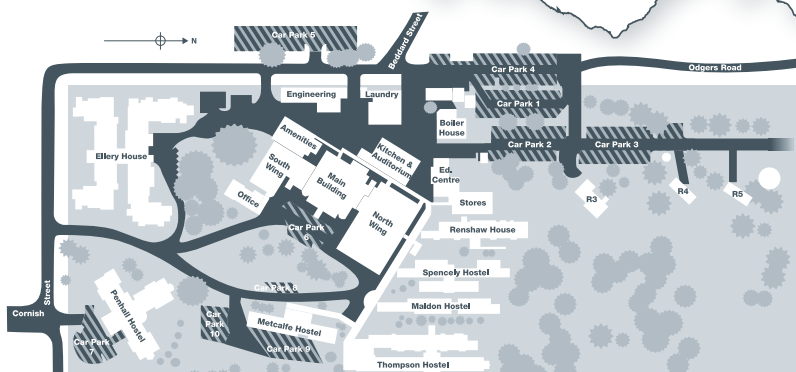 Car Park 5
N
Beddard Street
Car Park 4
Odgers Road
Engineering
Laundry
Car Park 1
Boiler
House
Amenities
Car Park 2
Car Park 3
Ellery House
Kitchen &
Auditorium
South
Wing
Main
Building
Ed.
Centre
Office
R3
R4
R5
Stores
North
Wing
Car Park
6
Renshaw House
Spencely Hostel
Car Park 8
Street
Cornish
Penhall Hostel
Maldon Hostel
Car
Park
10
Metcalfe Hostel
Car Park
7
Car Park 9
Thompson Hostel